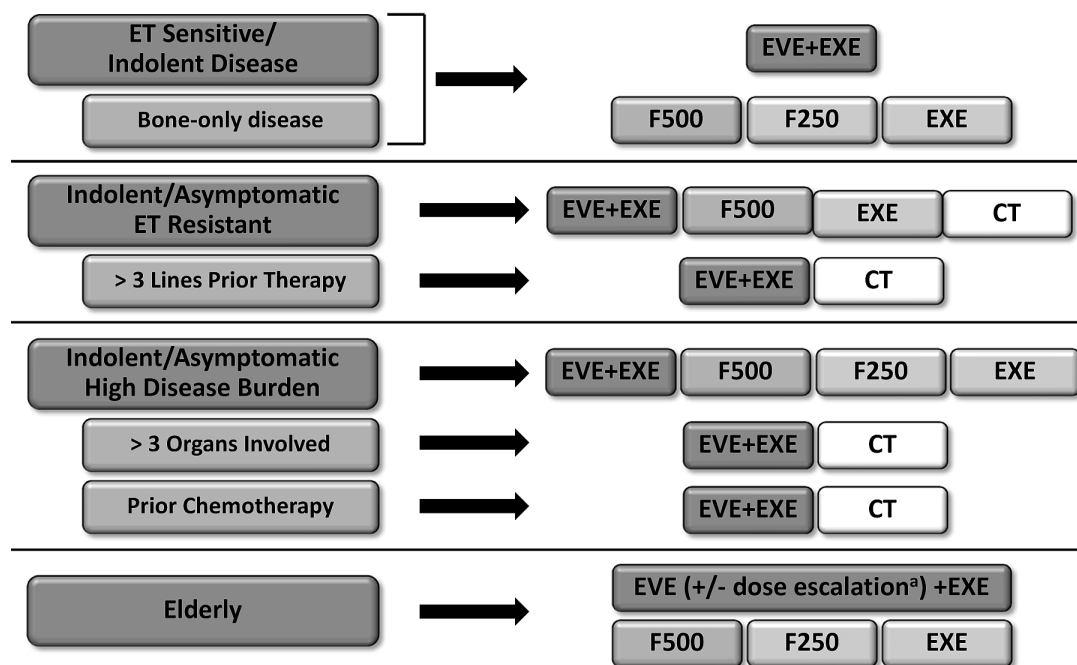 ET Sensitive/
Indolent Disease
EVE+EXE
Bone-only disease
F500 F250 EXE
Indolent/Asymptomatic
ET Resistant
EVE+EXE F500 EXE CT
> 3 Lines Prior Therapy
EVE+EXE CT
Indolent/Asymptomatic
High Disease Burden
EVE+EXE F500 F250 EXE
> 3 Organs Involved
EVE+EXE CT
Prior Chemotherapy
EVE+EXE CT
Elderly
EVE (+/- dose escalationᵃ) +EXE
F500 F250 EXE